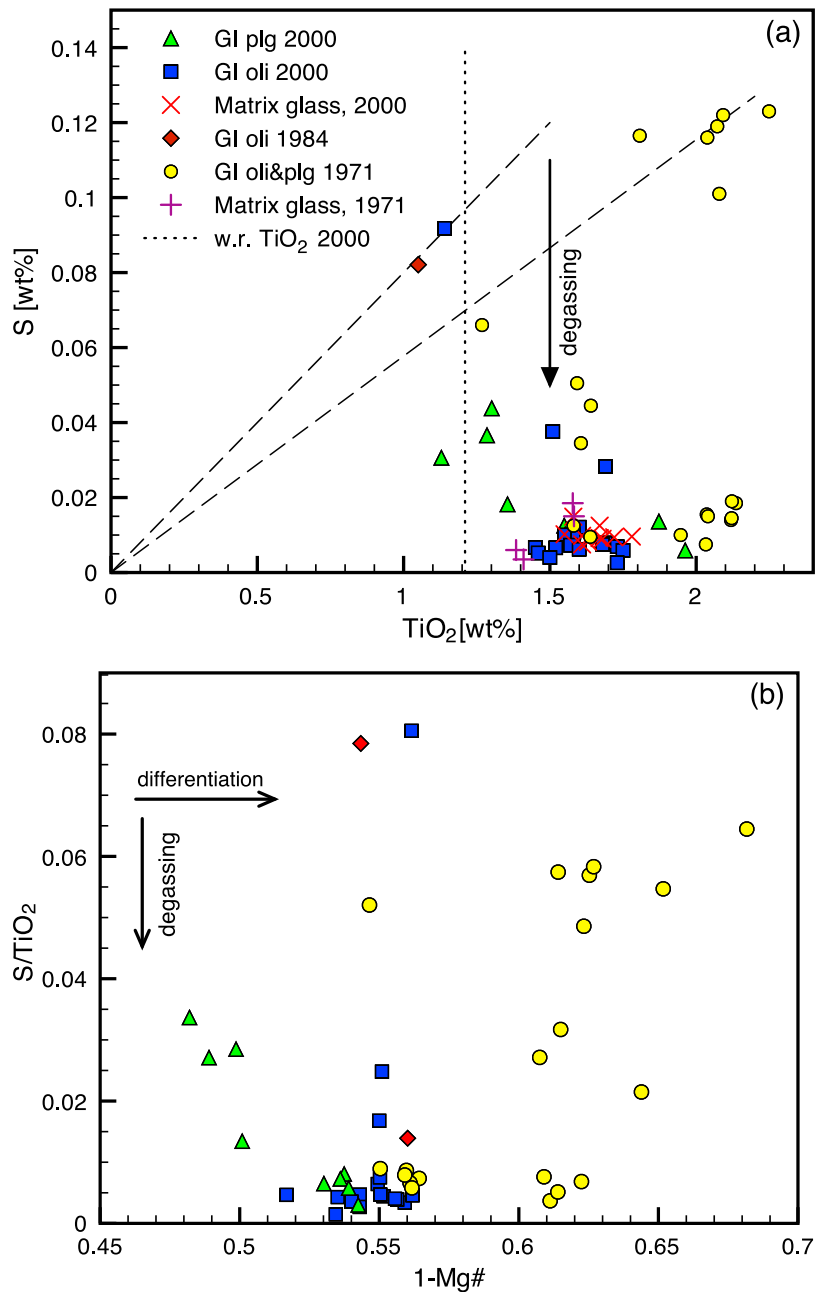 (a)
GI plg 2000
GI oli 2000
Matrix glass, 2000
GI oli 1984
GI oli&plg 1971
Matrix glass, 1971
w.r. TiO2 2000
degassing
S [wt%]
0.14
0.12
0.1
0.08
0.06
0.04
0.02
0
0 0.5 1 1.5 2
TiO2[wt%]
(b)
differentiation
degassing
S/TiO2
0.08
0.06
0.04
0.02
0
0.45 0.5 0.55 0.6 0.65 0.7
1-Mg#